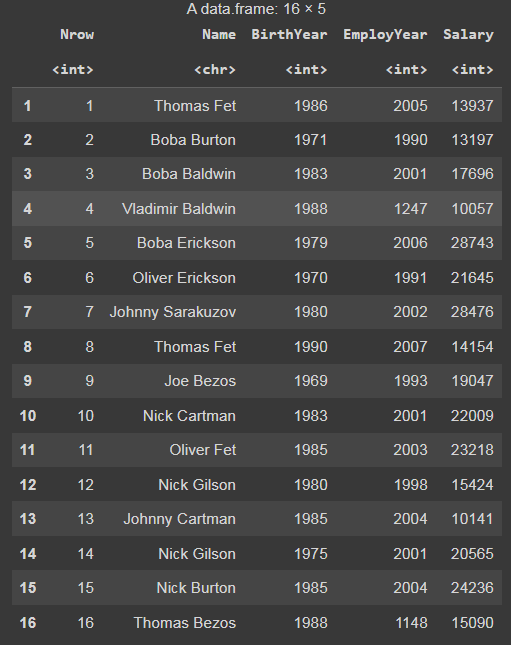 A data.frame: 16 × 5
Nrow Name BirthYear EmployYear Salary
<int> <chr> <int> <int> <int>
1 1 Thomas Fet 1986 2005 13937
2 2 Boba Burton 1971 1990 13197
3 3 Boba Baldwin 1983 2001 17696
4 4 Vladimir Baldwin 1988 1247 10057
5 5 Boba Erickson 1979 2006 28743
6 6 Oliver Erickson 1970 1991 21645
7 7 Johnny Sarakuzov 1980 2002 28476
8 8 Thomas Fet 1990 2007 14154
9 9 Joe Bezos 1969 1993 19047
10 10 Nick Cartman 1983 2001 22009
11 11 Oliver Fet 1985 2003 23218
12 12 Nick Gilson 1980 1998 15424
13 13 Johnny Cartman 1985 2004 10141
14 14 Nick Gilson 1975 2001 20565
15 15 Nick Burton 1985 2004 24236
16 16 Thomas Bezos 1988 1148 15090